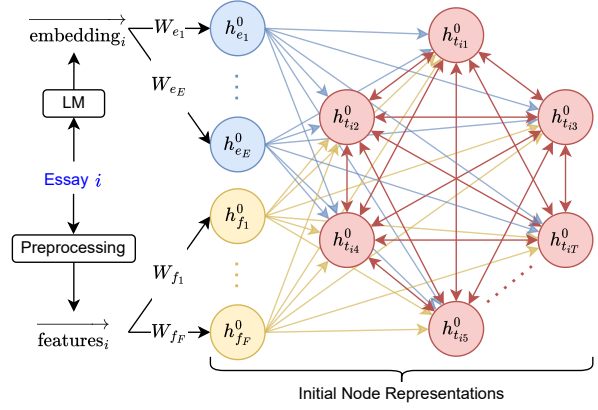 embedding_i
W_{e_1}
W_{e_E}
LM
Essay i
Preprocessing
features_i
W_{f_1}
W_{f_F}
h^0_{e_1}
h^0_{e_E}
h^0_{f_1}
h^0_{f_F}
h^0_{t_{i1}}
h^0_{t_{i2}}
h^0_{t_{i3}}
h^0_{t_{i4}}
h^0_{t_{iT}}
h^0_{t_{i5}}
Initial Node Representations